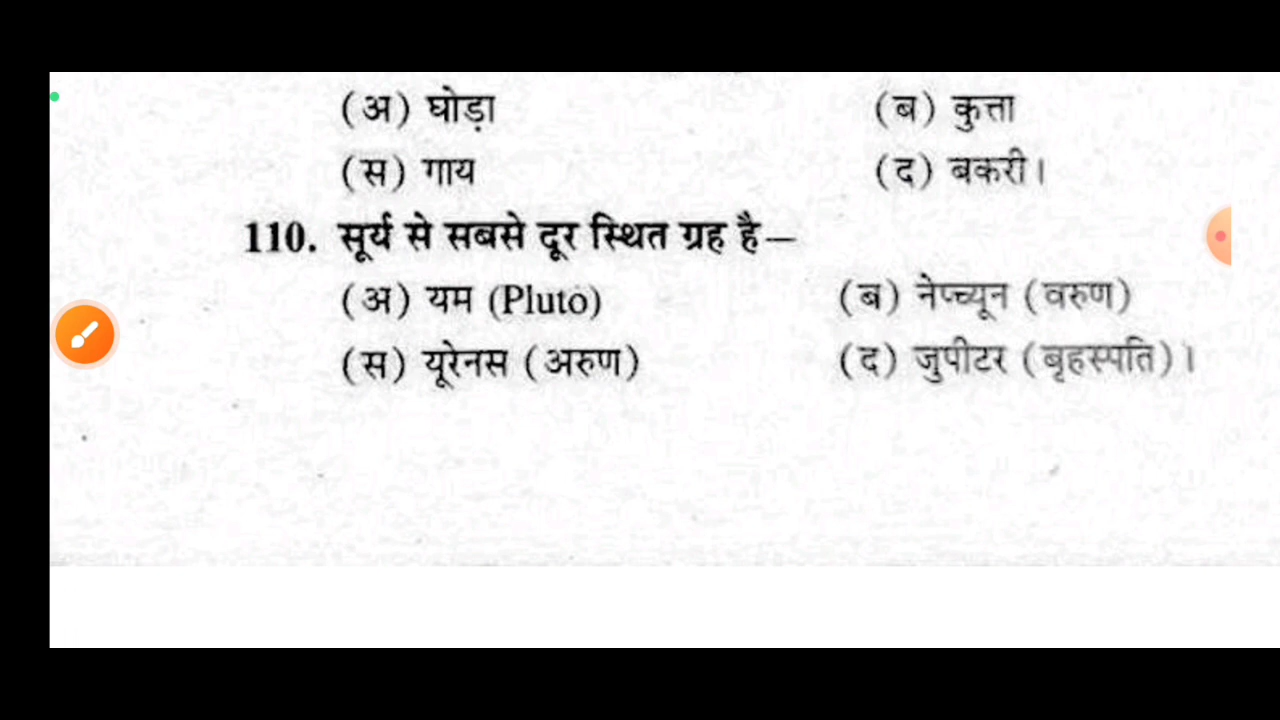 (अ) घोड़ा (ब) कुत्ता
(स) गाय (द) बकरी।
110. सूर्य से सबसे दूर स्थित ग्रह है–
(अ) यम (Pluto) (ब) नेप्च्यून (वरुण)
(स) यूरेनस (अरुण) (द) जुपीटर (बृहस्पति)।